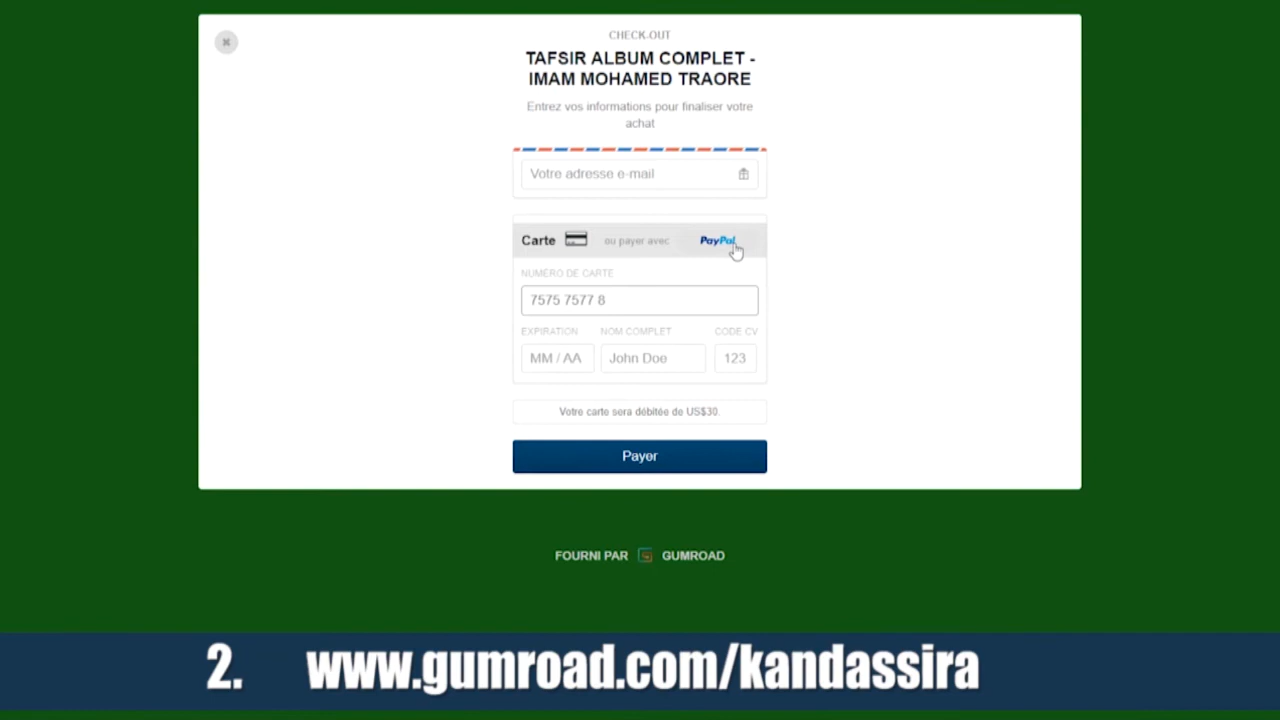 CHECK-OUT
TAFSIR ALBUM COMPLET -
IMAM MOHAMED TRAORE
Entrez vos informations pour finaliser votre
achat
Votre adresse e-mail
Carte ou payer avec PayPal
NUMÉRO DE CARTE
7575 7577 8
EXPIRATION NOM COMPLET CODE CV
MM / AA John Doe 123
Votre carte sera débitée de US$30.
Payer
FOURNI PAR GUMROAD
2. www.gumroad.com/kandassira